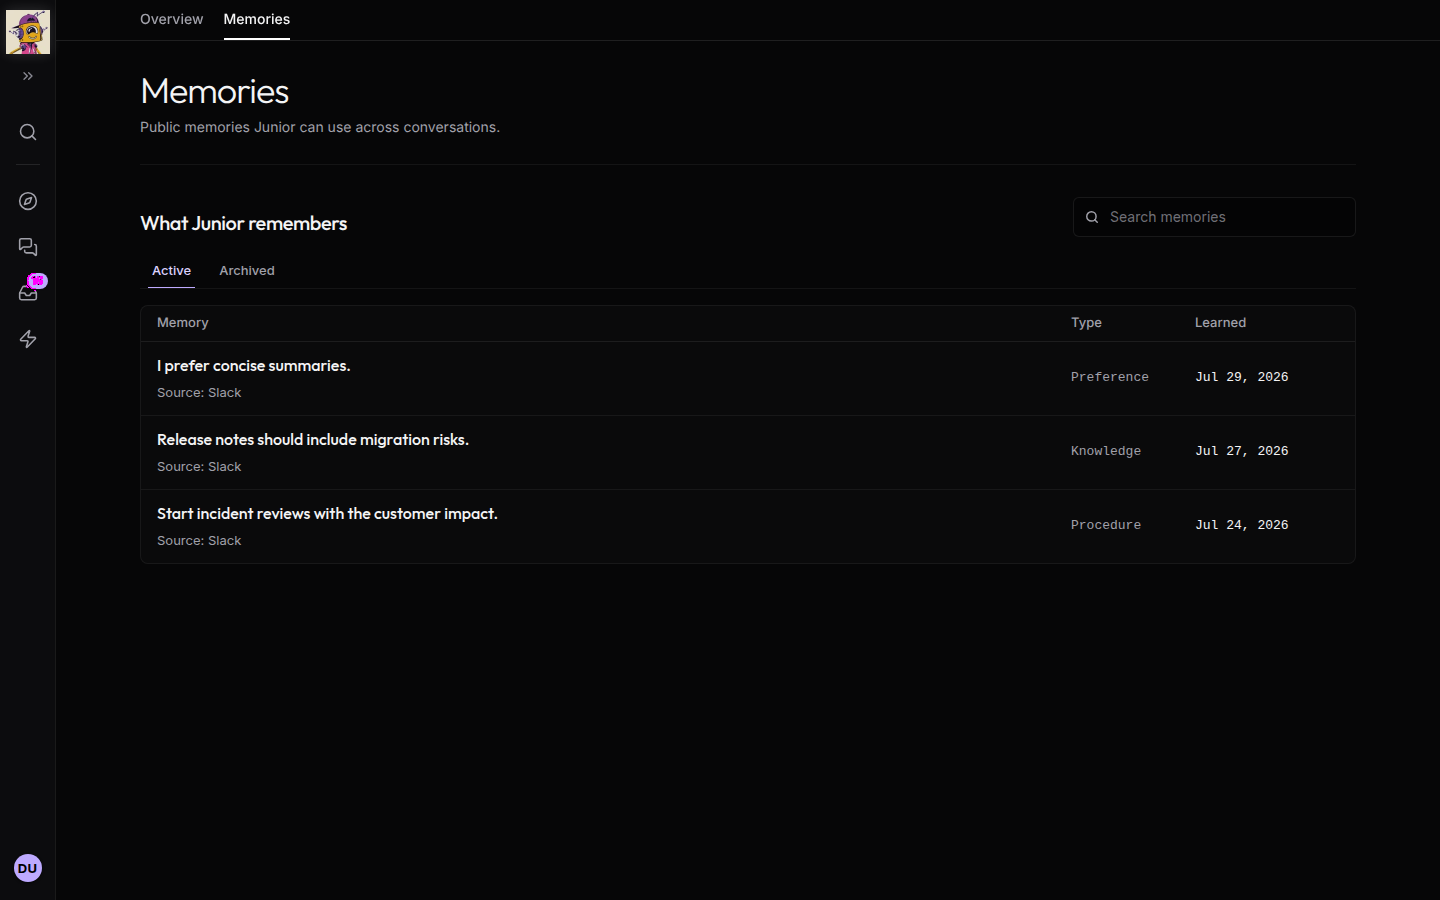 Overview Memories
Memories
Public memories Junior can use across conversations.
What Junior remembers
Search memories
Active Archived
Memory Type Learned
I prefer concise summaries.
Source: Slack
Preference Jul 29, 2026
Release notes should include migration risks.
Source: Slack
Knowledge Jul 27, 2026
Start incident reviews with the customer impact.
Source: Slack
Procedure Jul 24, 2026
DU